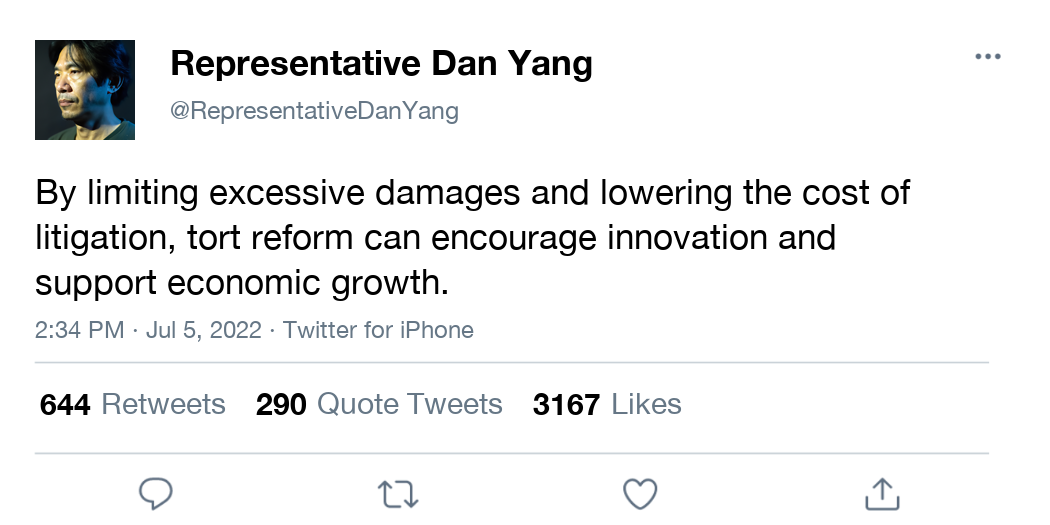 Representative Dan Yang
@RepresentativeDanYang
By limiting excessive damages and lowering the cost of
litigation, tort reform can encourage innovation and
support economic growth.
2:34 PM · Jul 5, 2022 · Twitter for iPhone
644 Retweets 290 Quote Tweets 3167 Likes